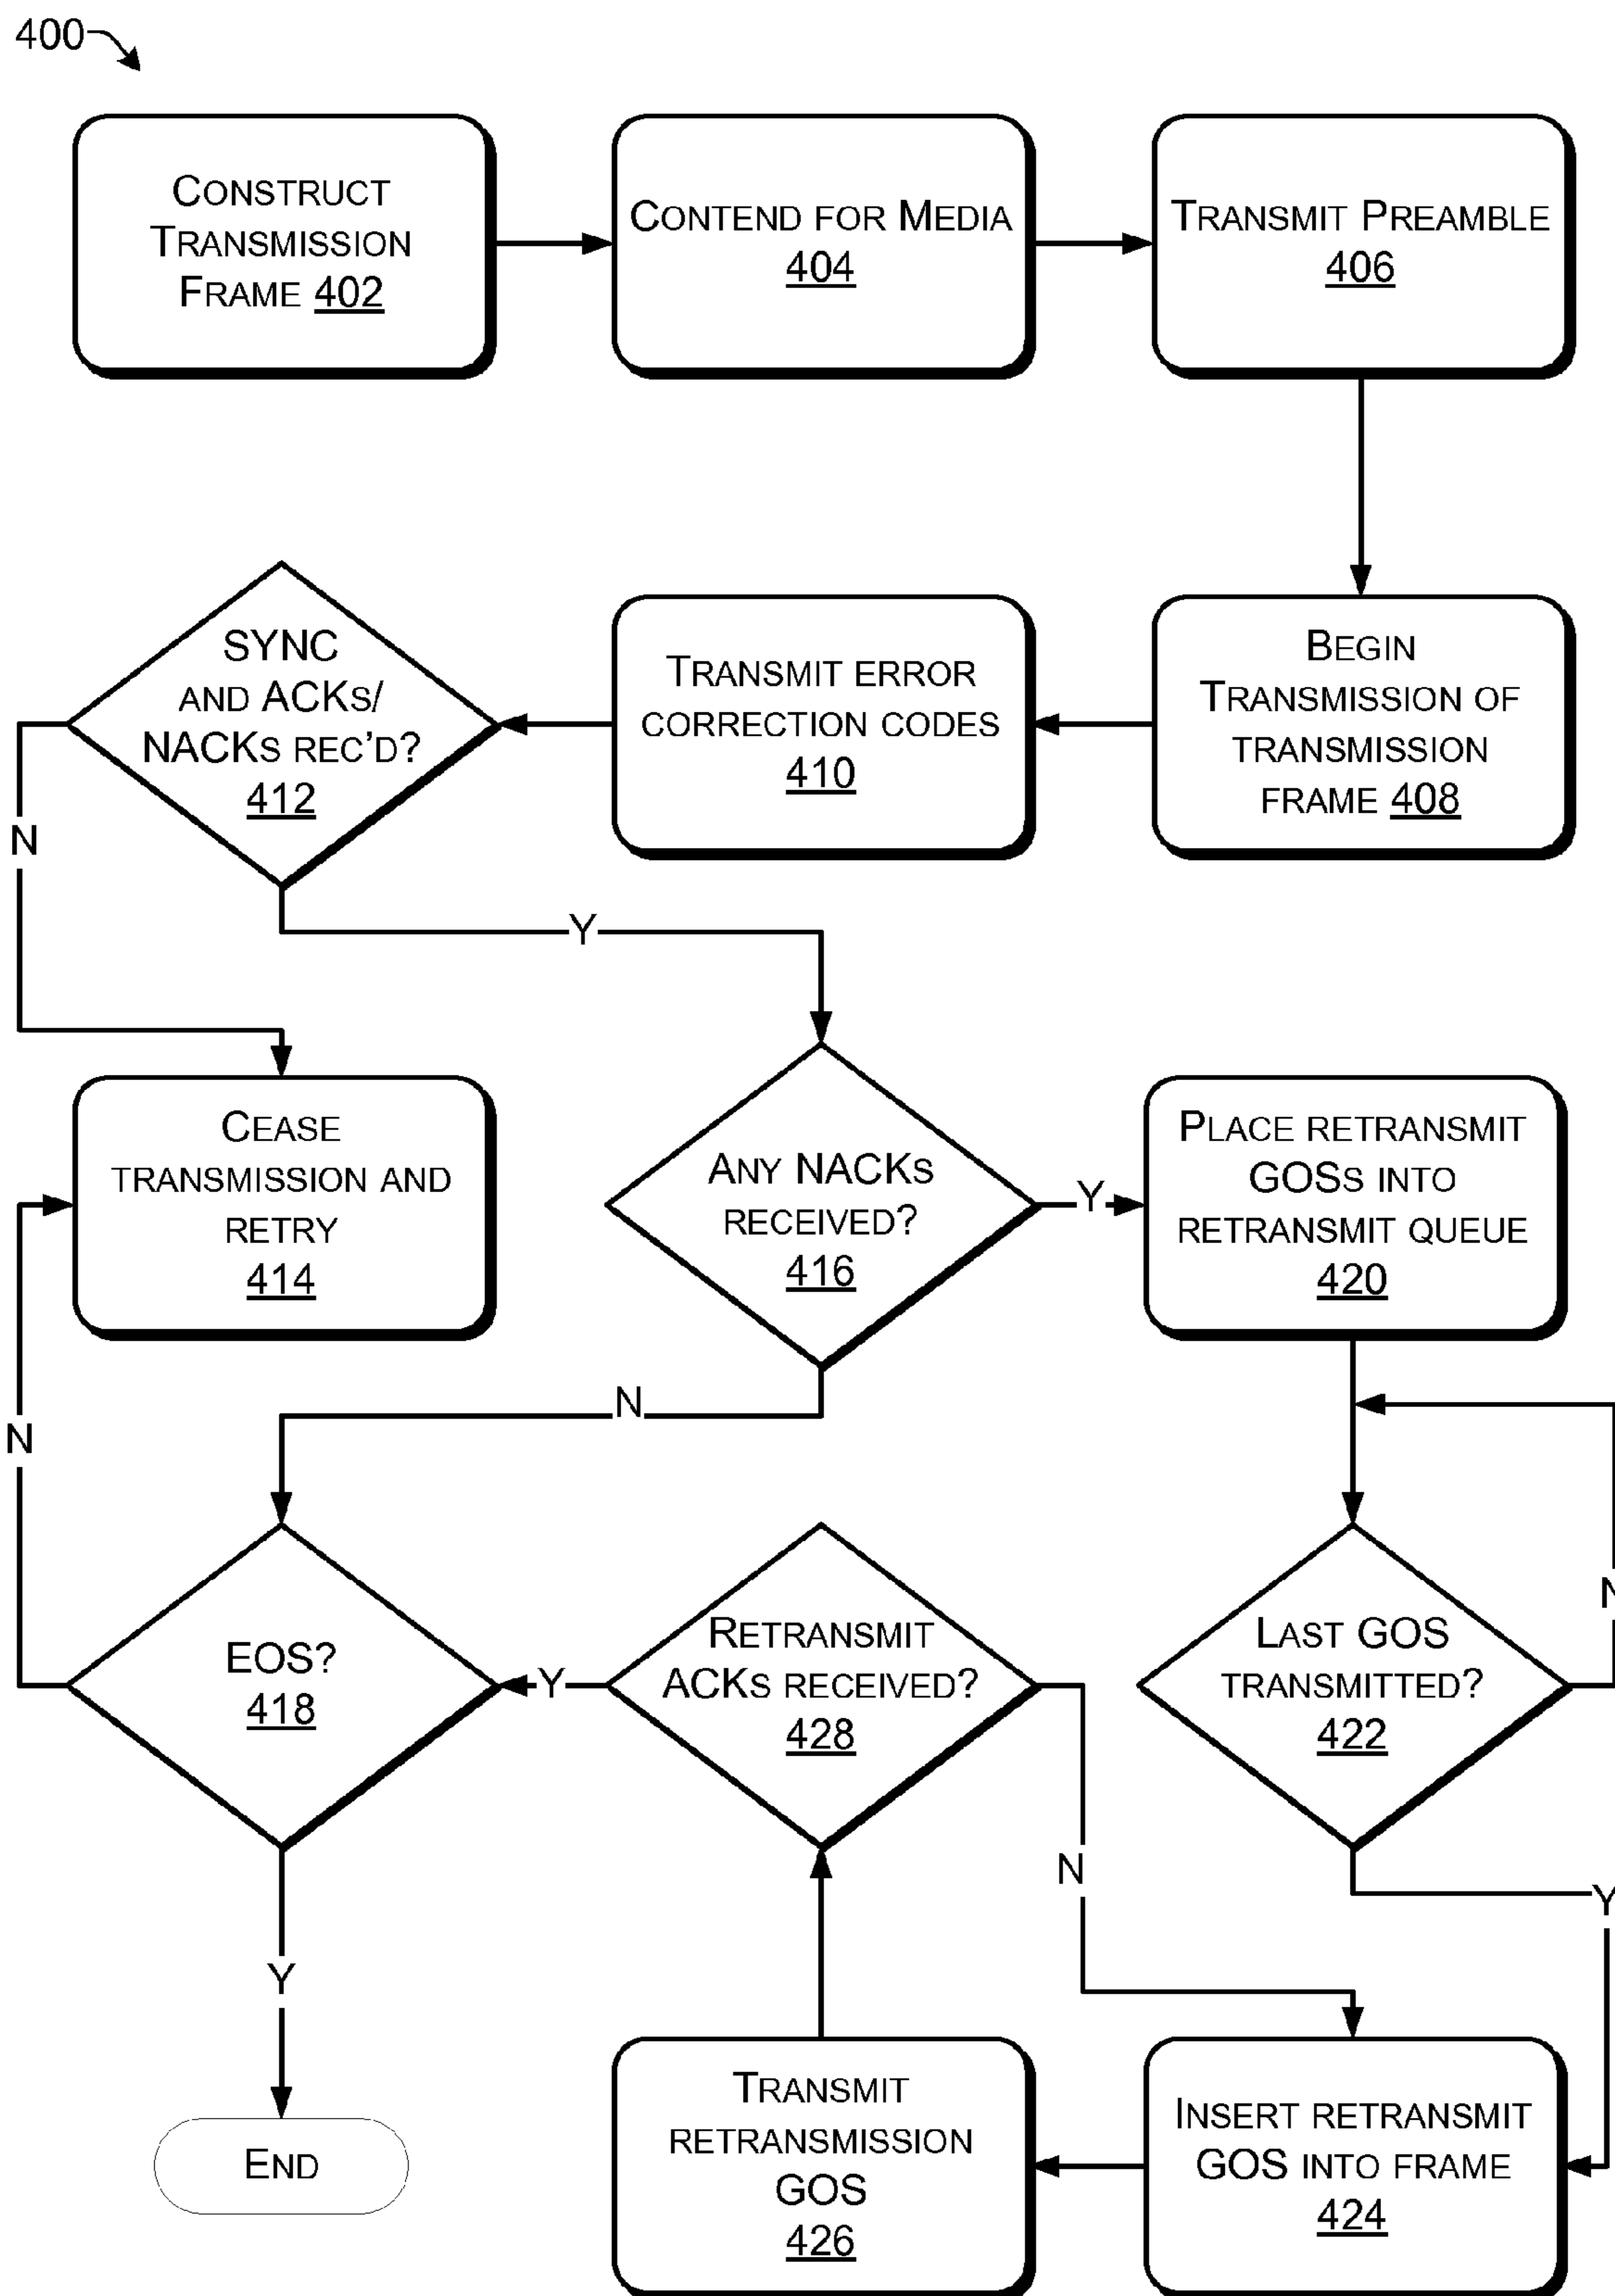 400
CONSTRUCT
TRANSMISSION
FRAME 402
CONTEND FOR MEDIA
404
TRANSMIT PREAMBLE
406
SYNC
AND ACKS/
NACKS REC'D?
412
TRANSMIT ERROR
CORRECTION CODES
410
BEGIN
TRANSMISSION OF
TRANSMISSION
FRAME 408
N
Y
CEASE
TRANSMISSION AND
RETRY
414
ANY NACKS
RECEIVED?
416
Y
PLACE RETRANSMIT
GOSS INTO
RETRANSMIT QUEUE
420
N
N
EOS?
418
Y
RETRANSMIT
ACKS RECEIVED?
428
LAST GOS
TRANSMITTED?
422
N
N
Y
Y
END
TRANSMIT
RETRANSMISSION
GOS
426
INSERT RETRANSMIT
GOS INTO FRAME
424